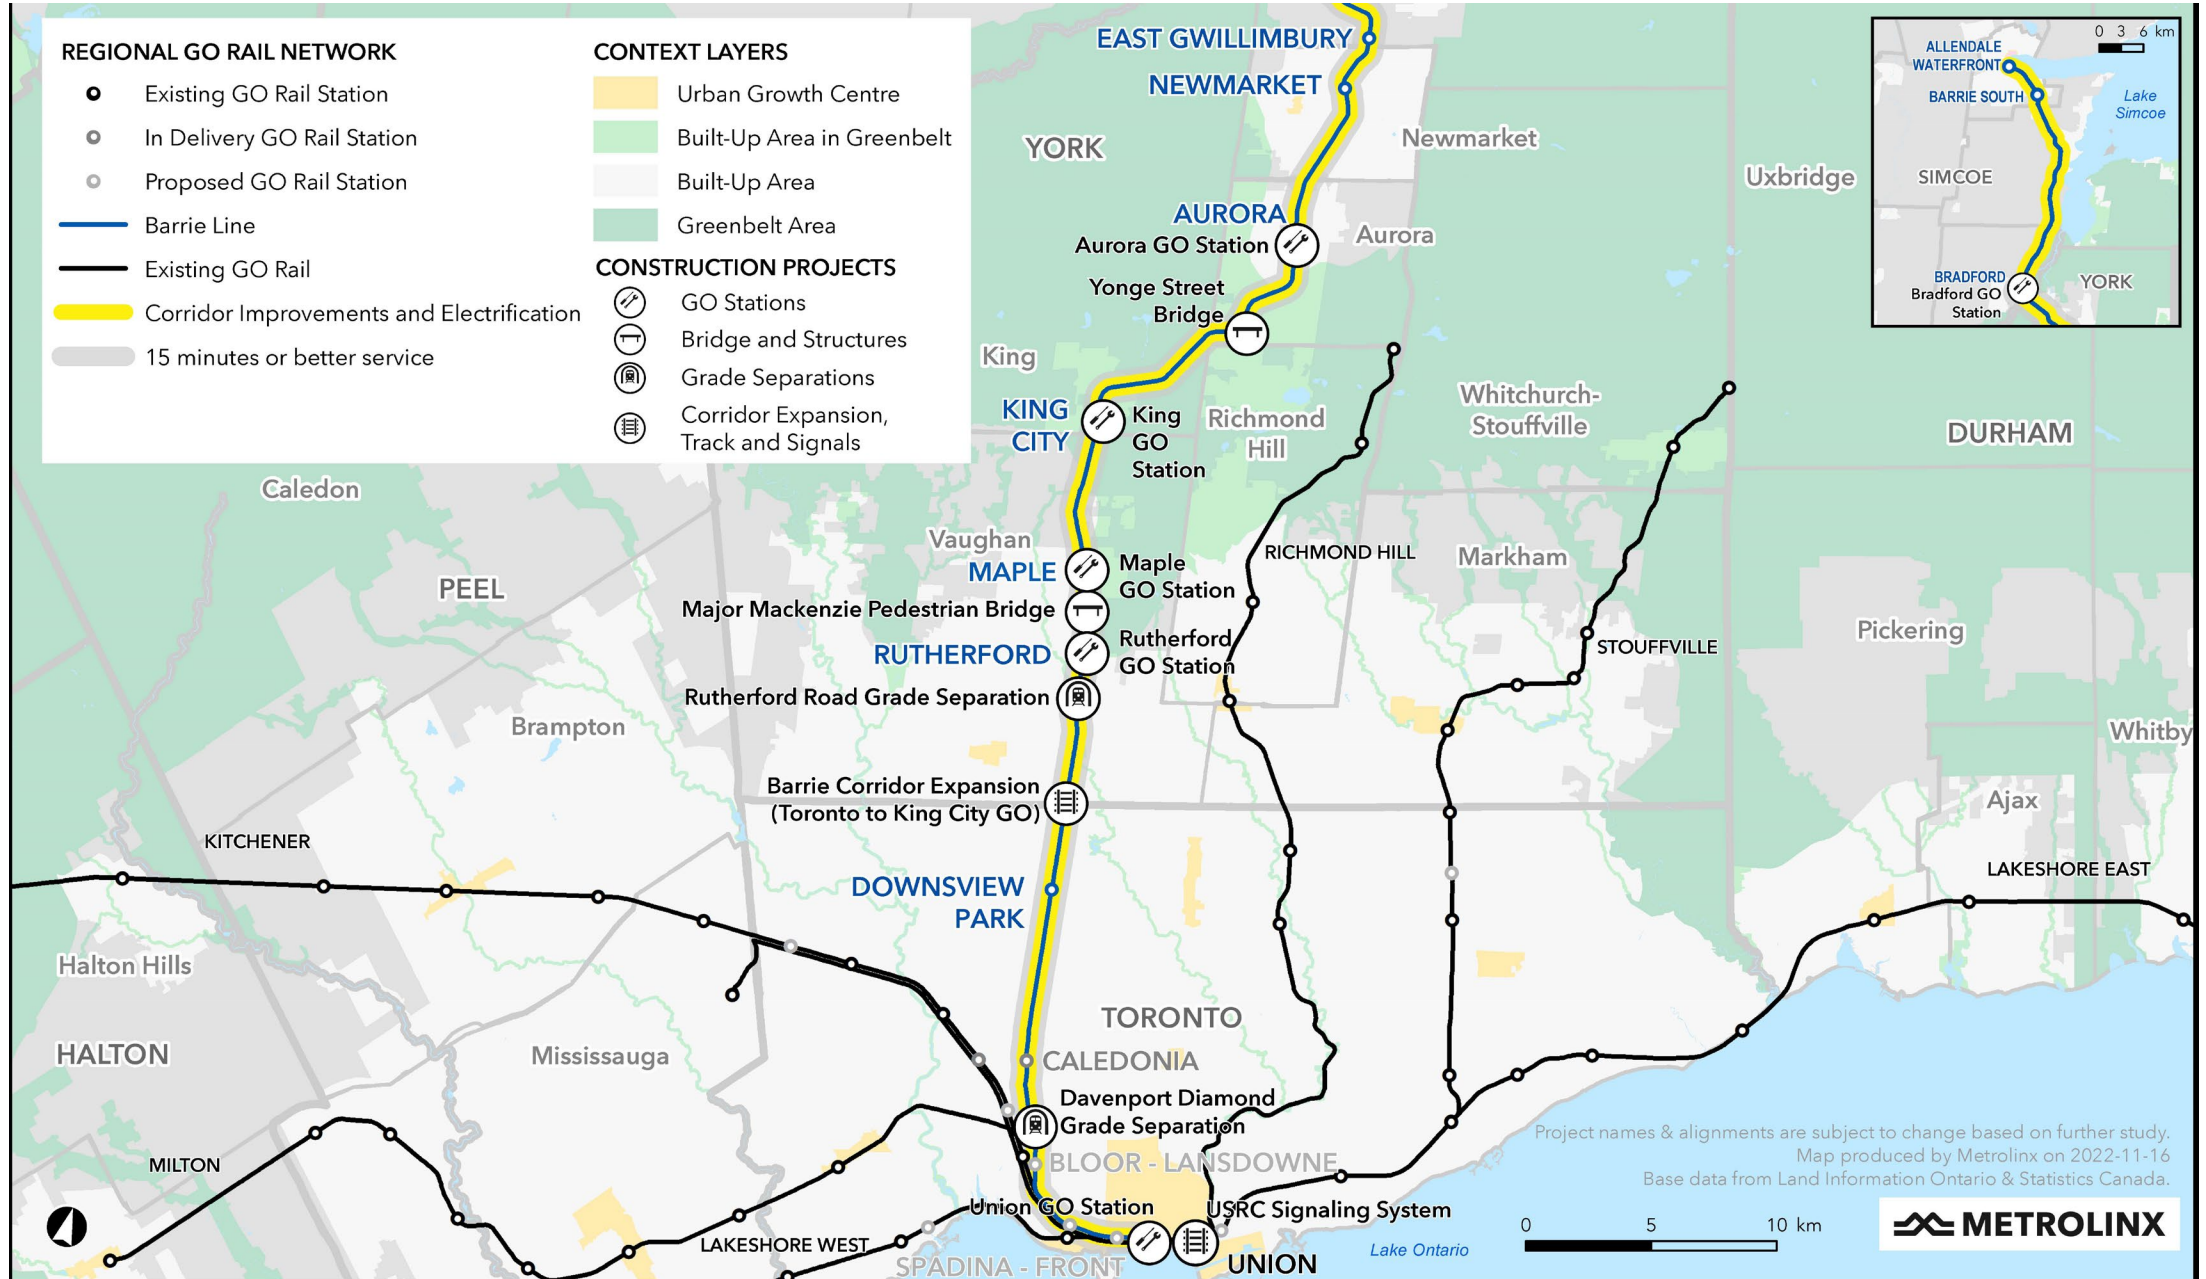 REGIONAL GO RAIL NETWORK
Existing GO Rail Station
In Delivery GO Rail Station
Proposed GO Rail Station
Barrie Line
Existing GO Rail
Corridor Improvements and Electrification
15 minutes or better service
CONTEXT LAYERS
Urban Growth Centre
Built-Up Area in Greenbelt
Built-Up Area
Greenbelt Area
CONSTRUCTION PROJECTS
GO Stations
Bridge and Structures
Grade Separations
Corridor Expansion,
Track and Signals
EAST GWILLIMBURY
NEWMARKET
YORK
Newmarket
Uxbridge
AURORA
Aurora GO Station
Aurora
Yonge Street
Bridge
King
KING
CITY
King
GO
Station
Richmond
Hill
Whitchurch-
Stouffville
DURHAM
0 3 6 km
ALLENDALE
WATERFRONT
BARRIE SOUTH
Lake
Simcoe
SIMCOE
BRADFORD
Bradford GO
Station
YORK
Caledon
Vaughan
MAPLE
Maple
GO Station
RICHMOND HILL
Markham
PEEL
Major Mackenzie Pedestrian Bridge
RUTHERFORD
Rutherford
GO Station
STOUFFVILLE
Pickering
Rutherford Road Grade Separation
Brampton
Whitby
Barrie Corridor Expansion
(Toronto to King City GO)
Ajax
KITCHENER
DOWNSVIEW
PARK
LAKESHORE EAST
Halton Hills
TORONTO
HALTON
Mississauga
CALEDONIA
Davenport Diamond
Grade Separation
BLOOR - LANSDOWNE
MILTON
Union GO Station
USRC Signaling System
LAKESHORE WEST
SPADINA - FRONT
UNION
Lake Ontario
Project names & alignments are subject to change based on further study.
Map produced by Metrolinx on 2022-11-16
Base data from Land Information Ontario & Statistics Canada.
0 5 10 km
METROLINX